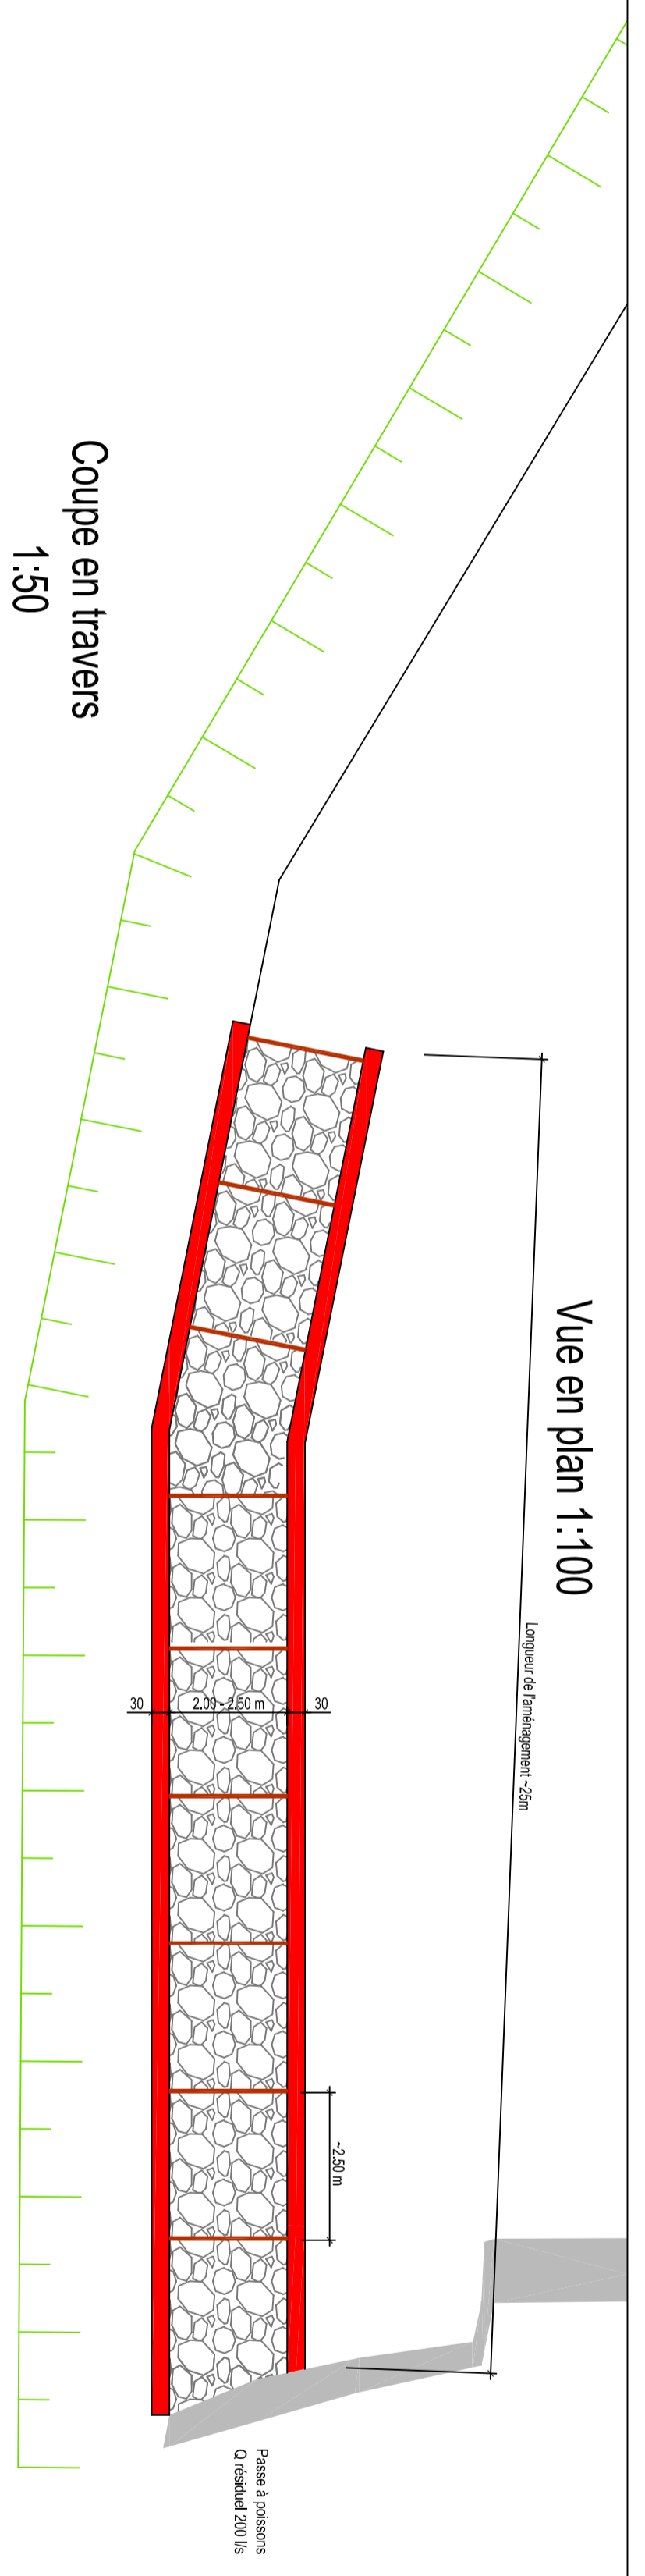 Coupe en travers
1:50
Vue en plan 1:100
Longueur de l'aménagement ~25m
30
2.00 - 2.50 m
30
~2.50 m
Passe à poissons
Q résiduel 200 l/s